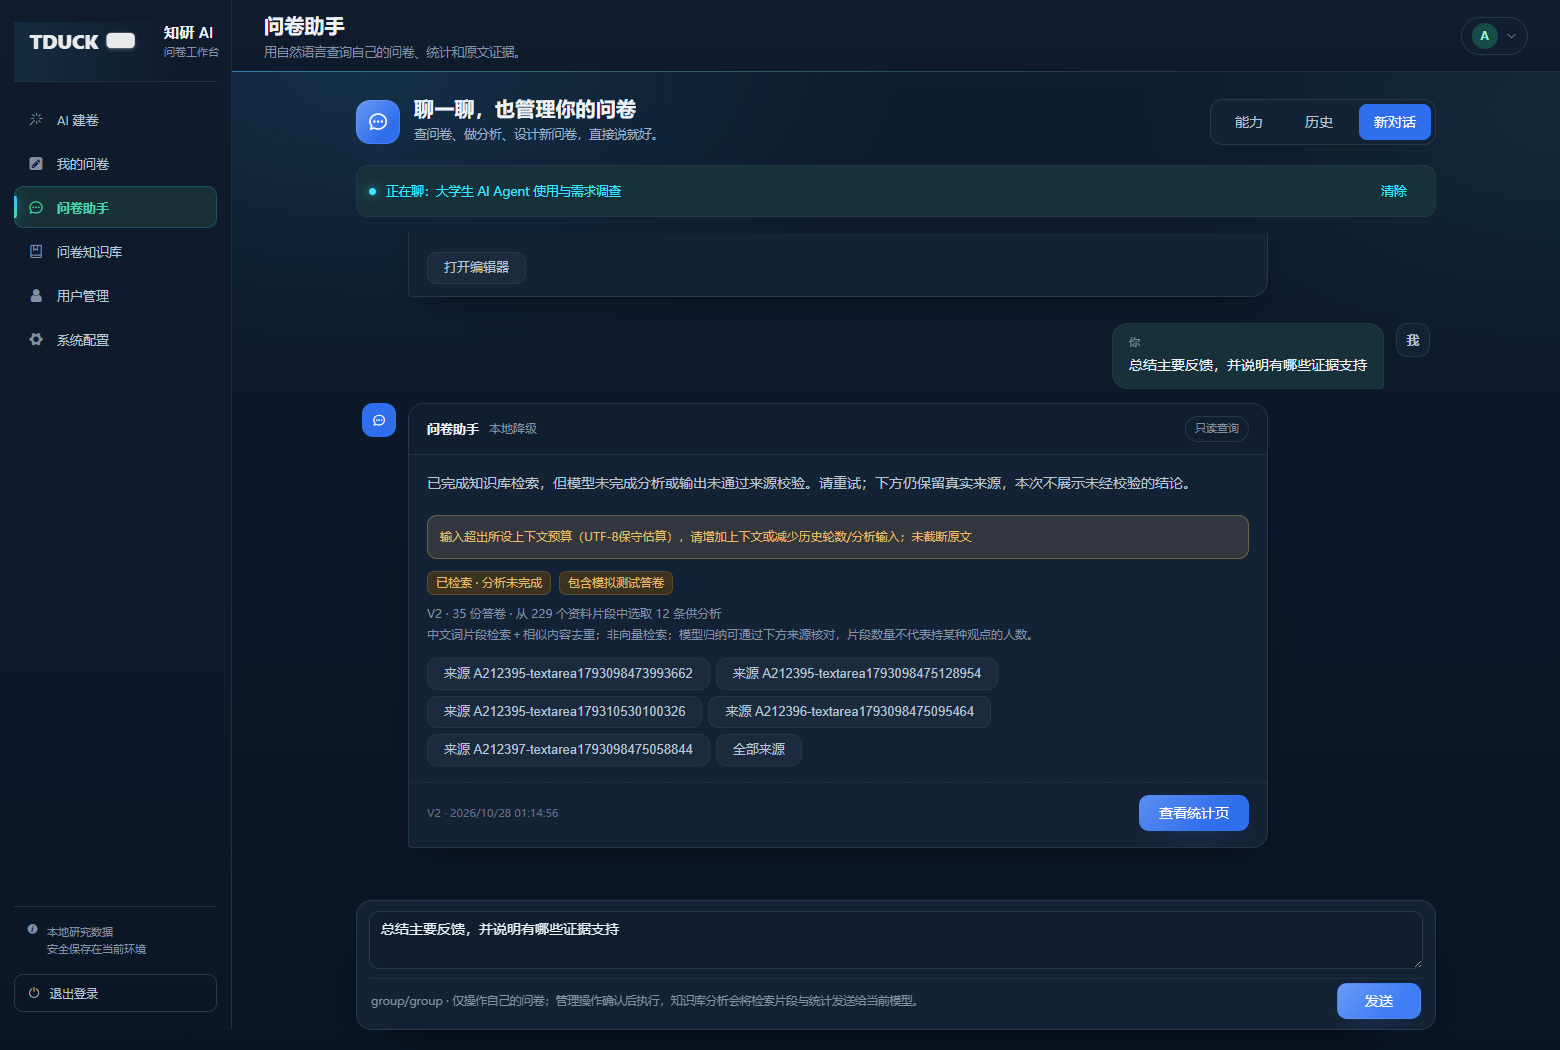 TDUCK
知研 AI
问卷工作台
AI 建卷
我的问卷
问卷助手
问卷知识库
用户管理
系统配置
本地研究数据
安全保存在当前环境
退出登录
问卷助手
用自然语言查询自己的问卷、统计和原文证据。
A
聊一聊，也管理你的问卷
查问卷、做分析、设计新问卷，直接说就好。
能力
历史
新对话
正在聊：大学生 AI Agent 使用与需求调查
清除
打开编辑器
你
总结主要反馈，并说明有哪些证据支持
我
问卷助手 本地降级
只读查询
已完成知识库检索，但模型未完成分析或输出未通过来源校验。请重试；下方仍保留真实来源，本次不展示未经校验的结论。
输入超出所设上下文预算（UTF-8保守估算），请增加上下文或减少历史轮数/分析输入；未截断原文
已检索 · 分析未完成
包含模拟测试答卷
V2 · 35 份答卷 · 从 229 个资料片段中选取 12 条供分析
中文词片段检索 + 相似内容去重；非向量检索；模型归纳可通过下方来源核对，片段数量不代表持某种观点的人数。
来源 A212395-textarea1793098473993662
来源 A212395-textarea1793098475128954
来源 A212395-textarea179310530100326
来源 A212396-textarea1793098475095464
来源 A212397-textarea1793098475058844
全部来源
V2 · 2026/10/28 01:14:56
查看统计页
总结主要反馈，并说明有哪些证据支持
group/group · 仅操作自己的问卷；管理操作确认后执行，知识库分析会将检索片段与统计发送给当前模型。
发送